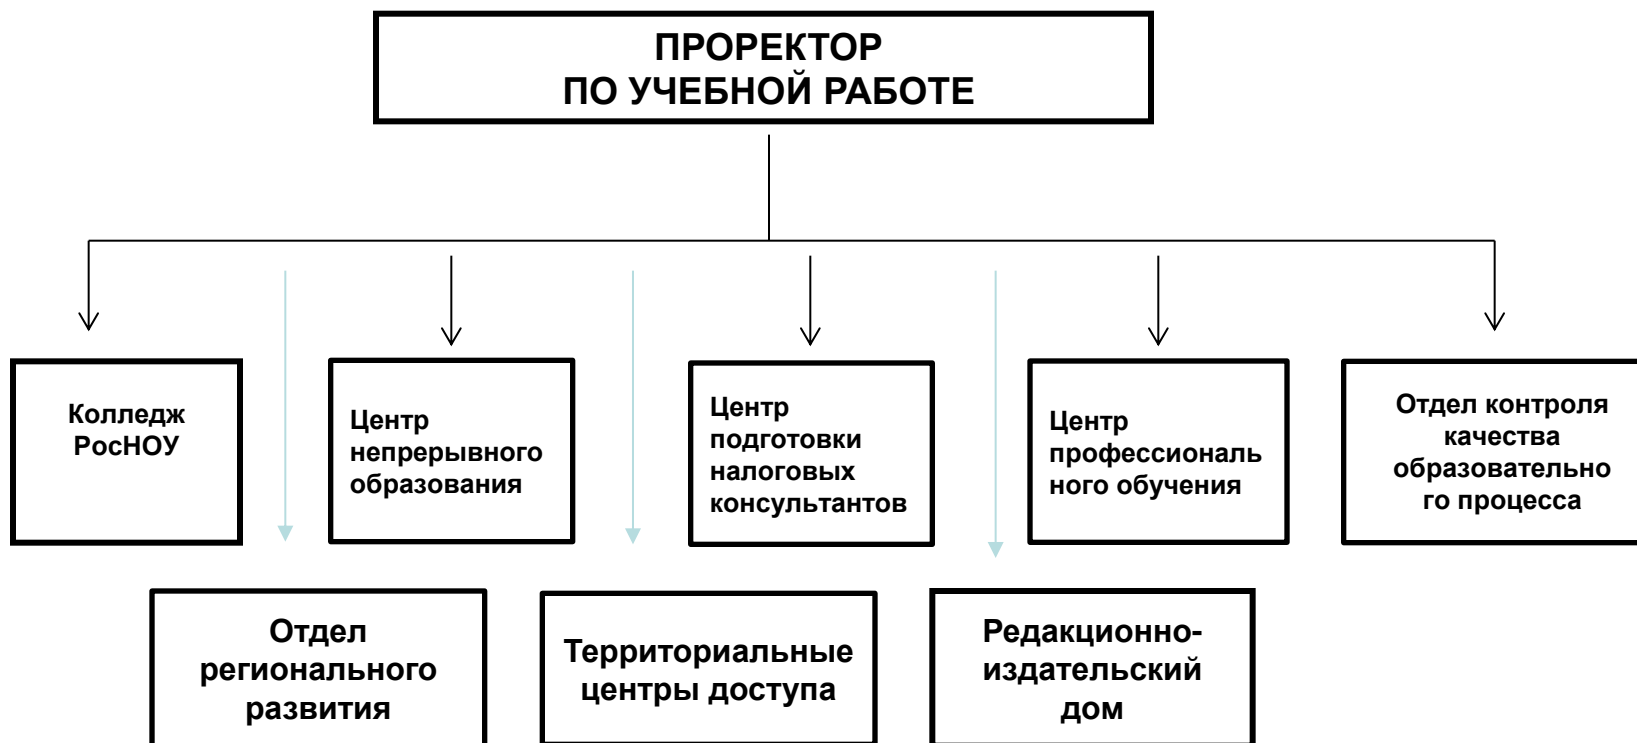 ПРОРЕКТОР
ПО УЧЕБНОЙ РАБОТЕ
Колледж
РосНОУ
Центр
непрерывного
образования
Центр
подготовки
налоговых
консультантов
Центр
профессиональ
ного обучения
Отдел контроля
качества
образовательно
го процесса
Отдел
регионального
развития
Территориальные
центры доступа
Редакционно-
издательский
дом